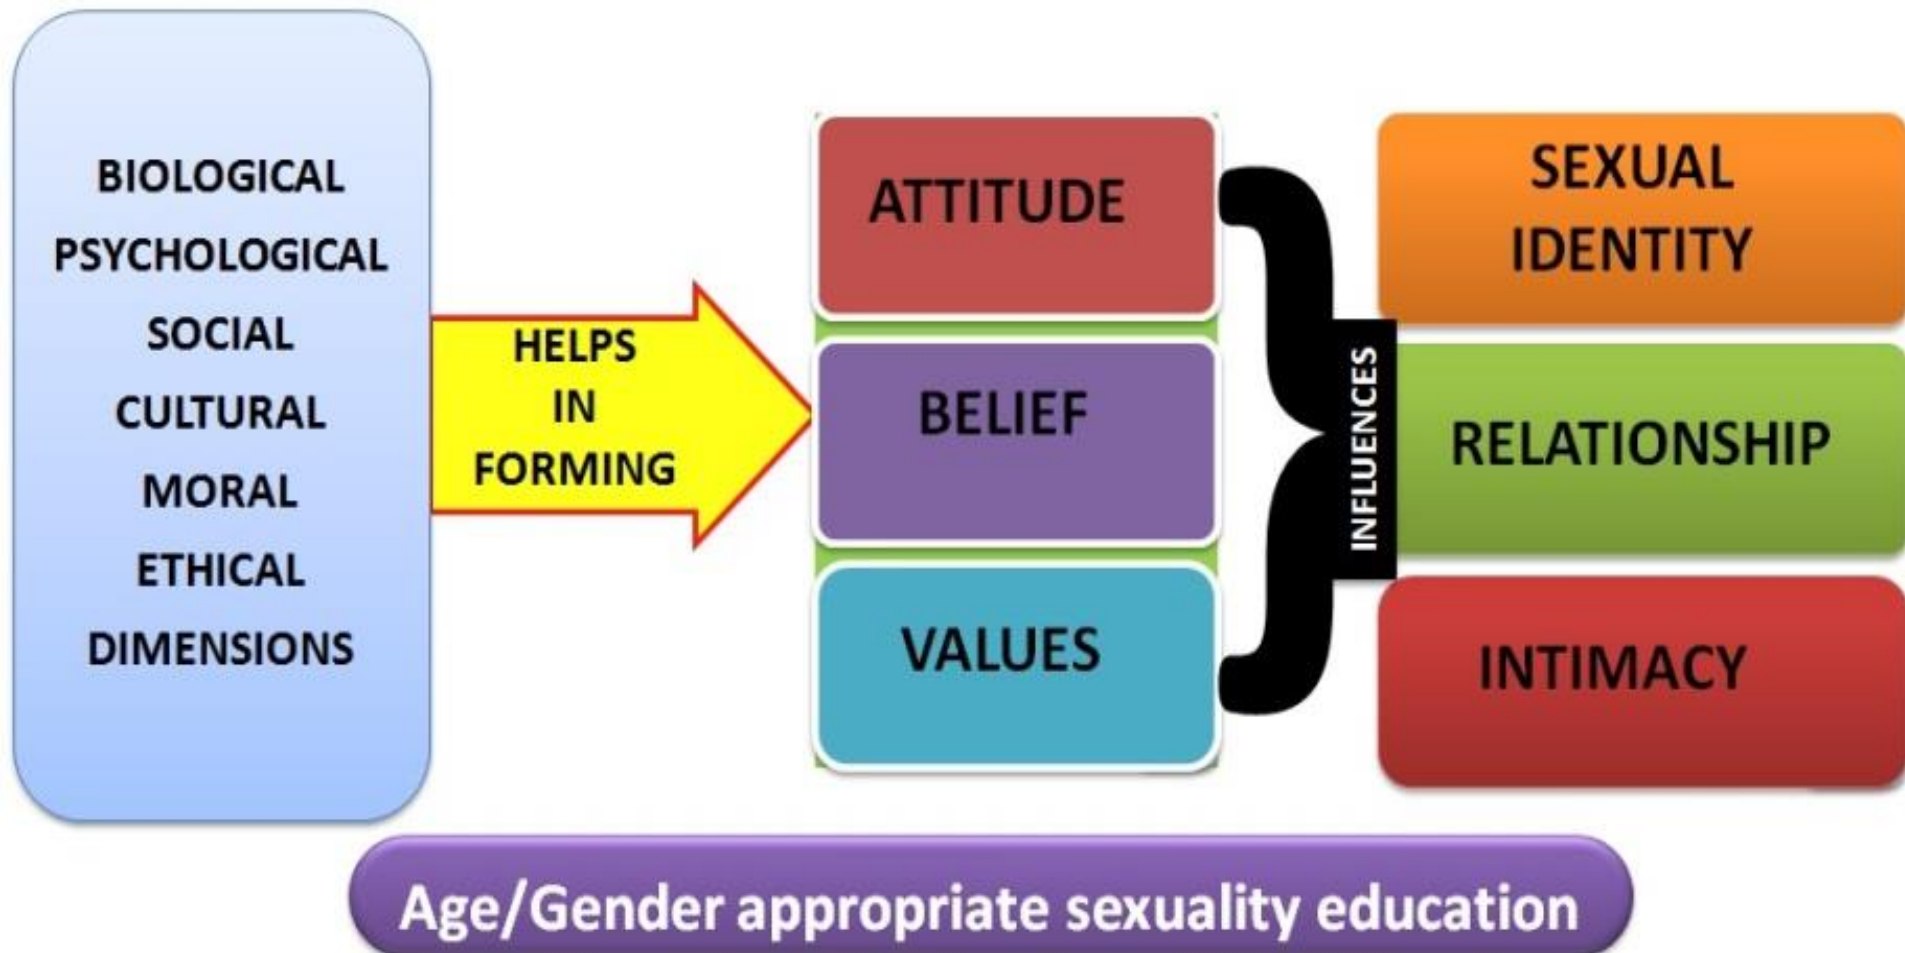 BIOLOGICAL
PSYCHOLOGICAL
SOCIAL
CULTURAL
MORAL
ETHICAL
DIMENSIONS
HELPS
IN
FORMING
ATTITUDE
BELIEF
VALUES
INFLUENCES
SEXUAL
IDENTITY
RELATIONSHIP
INTIMACY
Age/Gender appropriate sexuality education